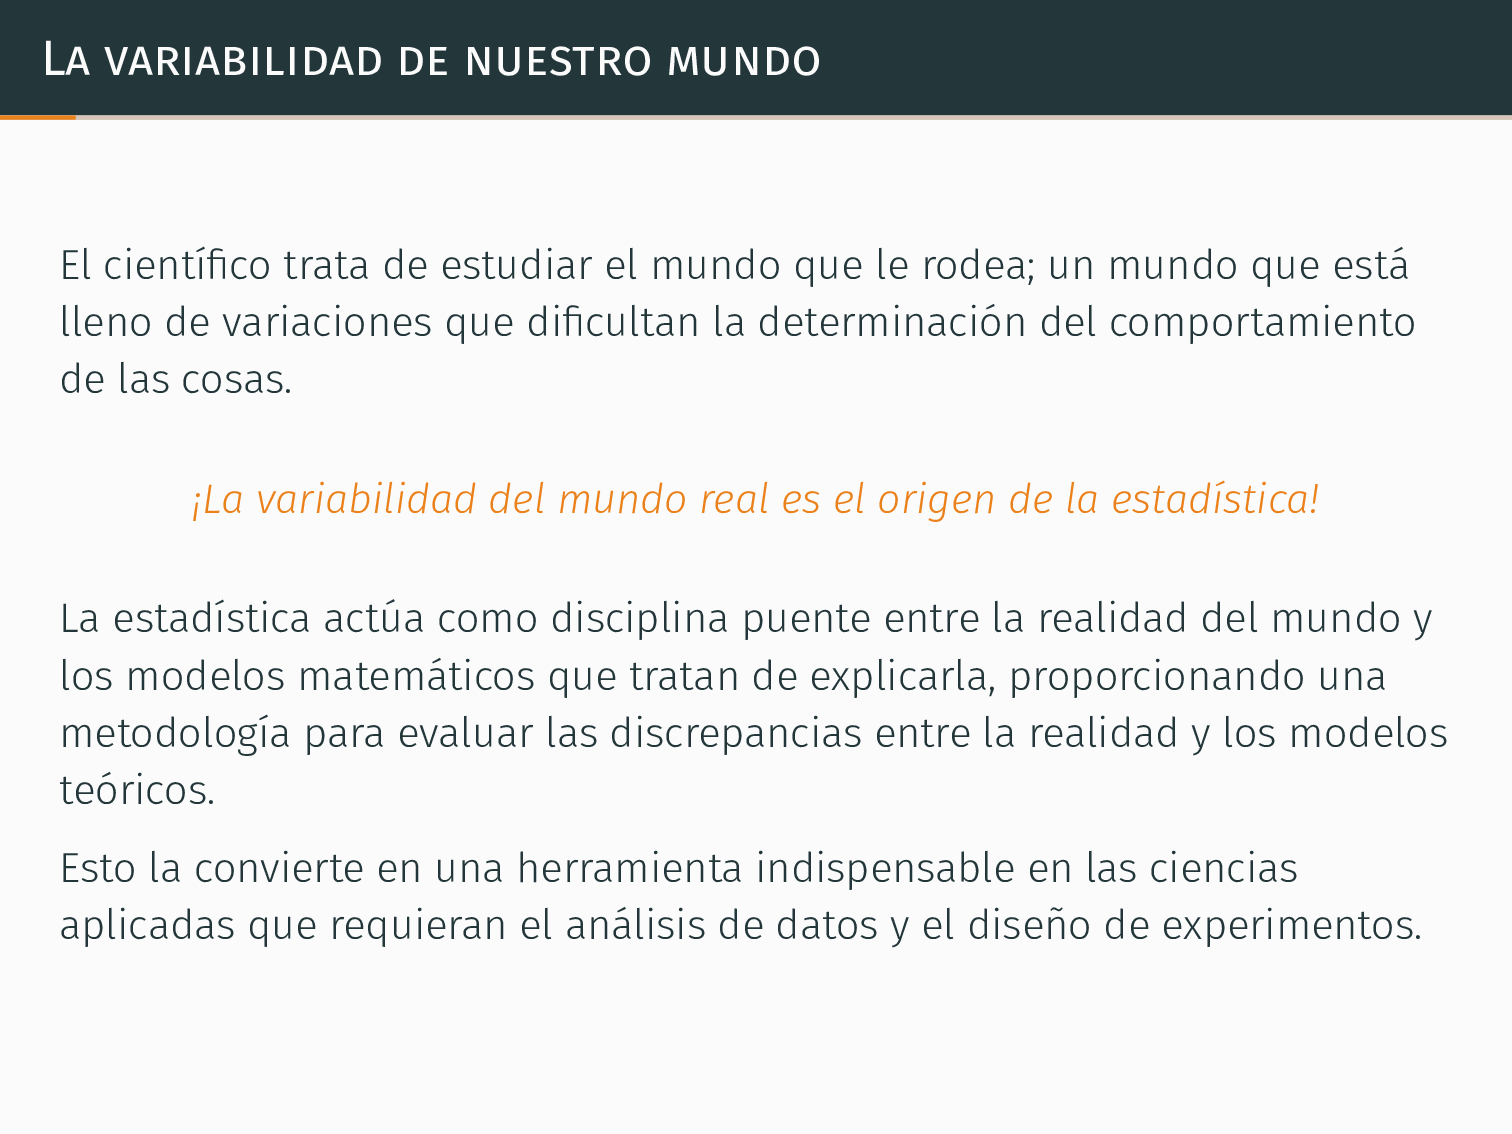 La variabilidad de nuestro mundo
El científico trata de estudiar el mundo que le rodea; un mundo que está
lleno de variaciones que dificultan la determinación del comportamiento
de las cosas.
¡La variabilidad del mundo real es el origen de la estadística!
La estadística actúa como disciplina puente entre la realidad del mundo y
los modelos matemáticos que tratan de explicarla, proporcionando una
metodología para evaluar las discrepancias entre la realidad y los modelos
teóricos.
Esto la convierte en una herramienta indispensable en las ciencias
aplicadas que requieran el análisis de datos y el diseño de experimentos.